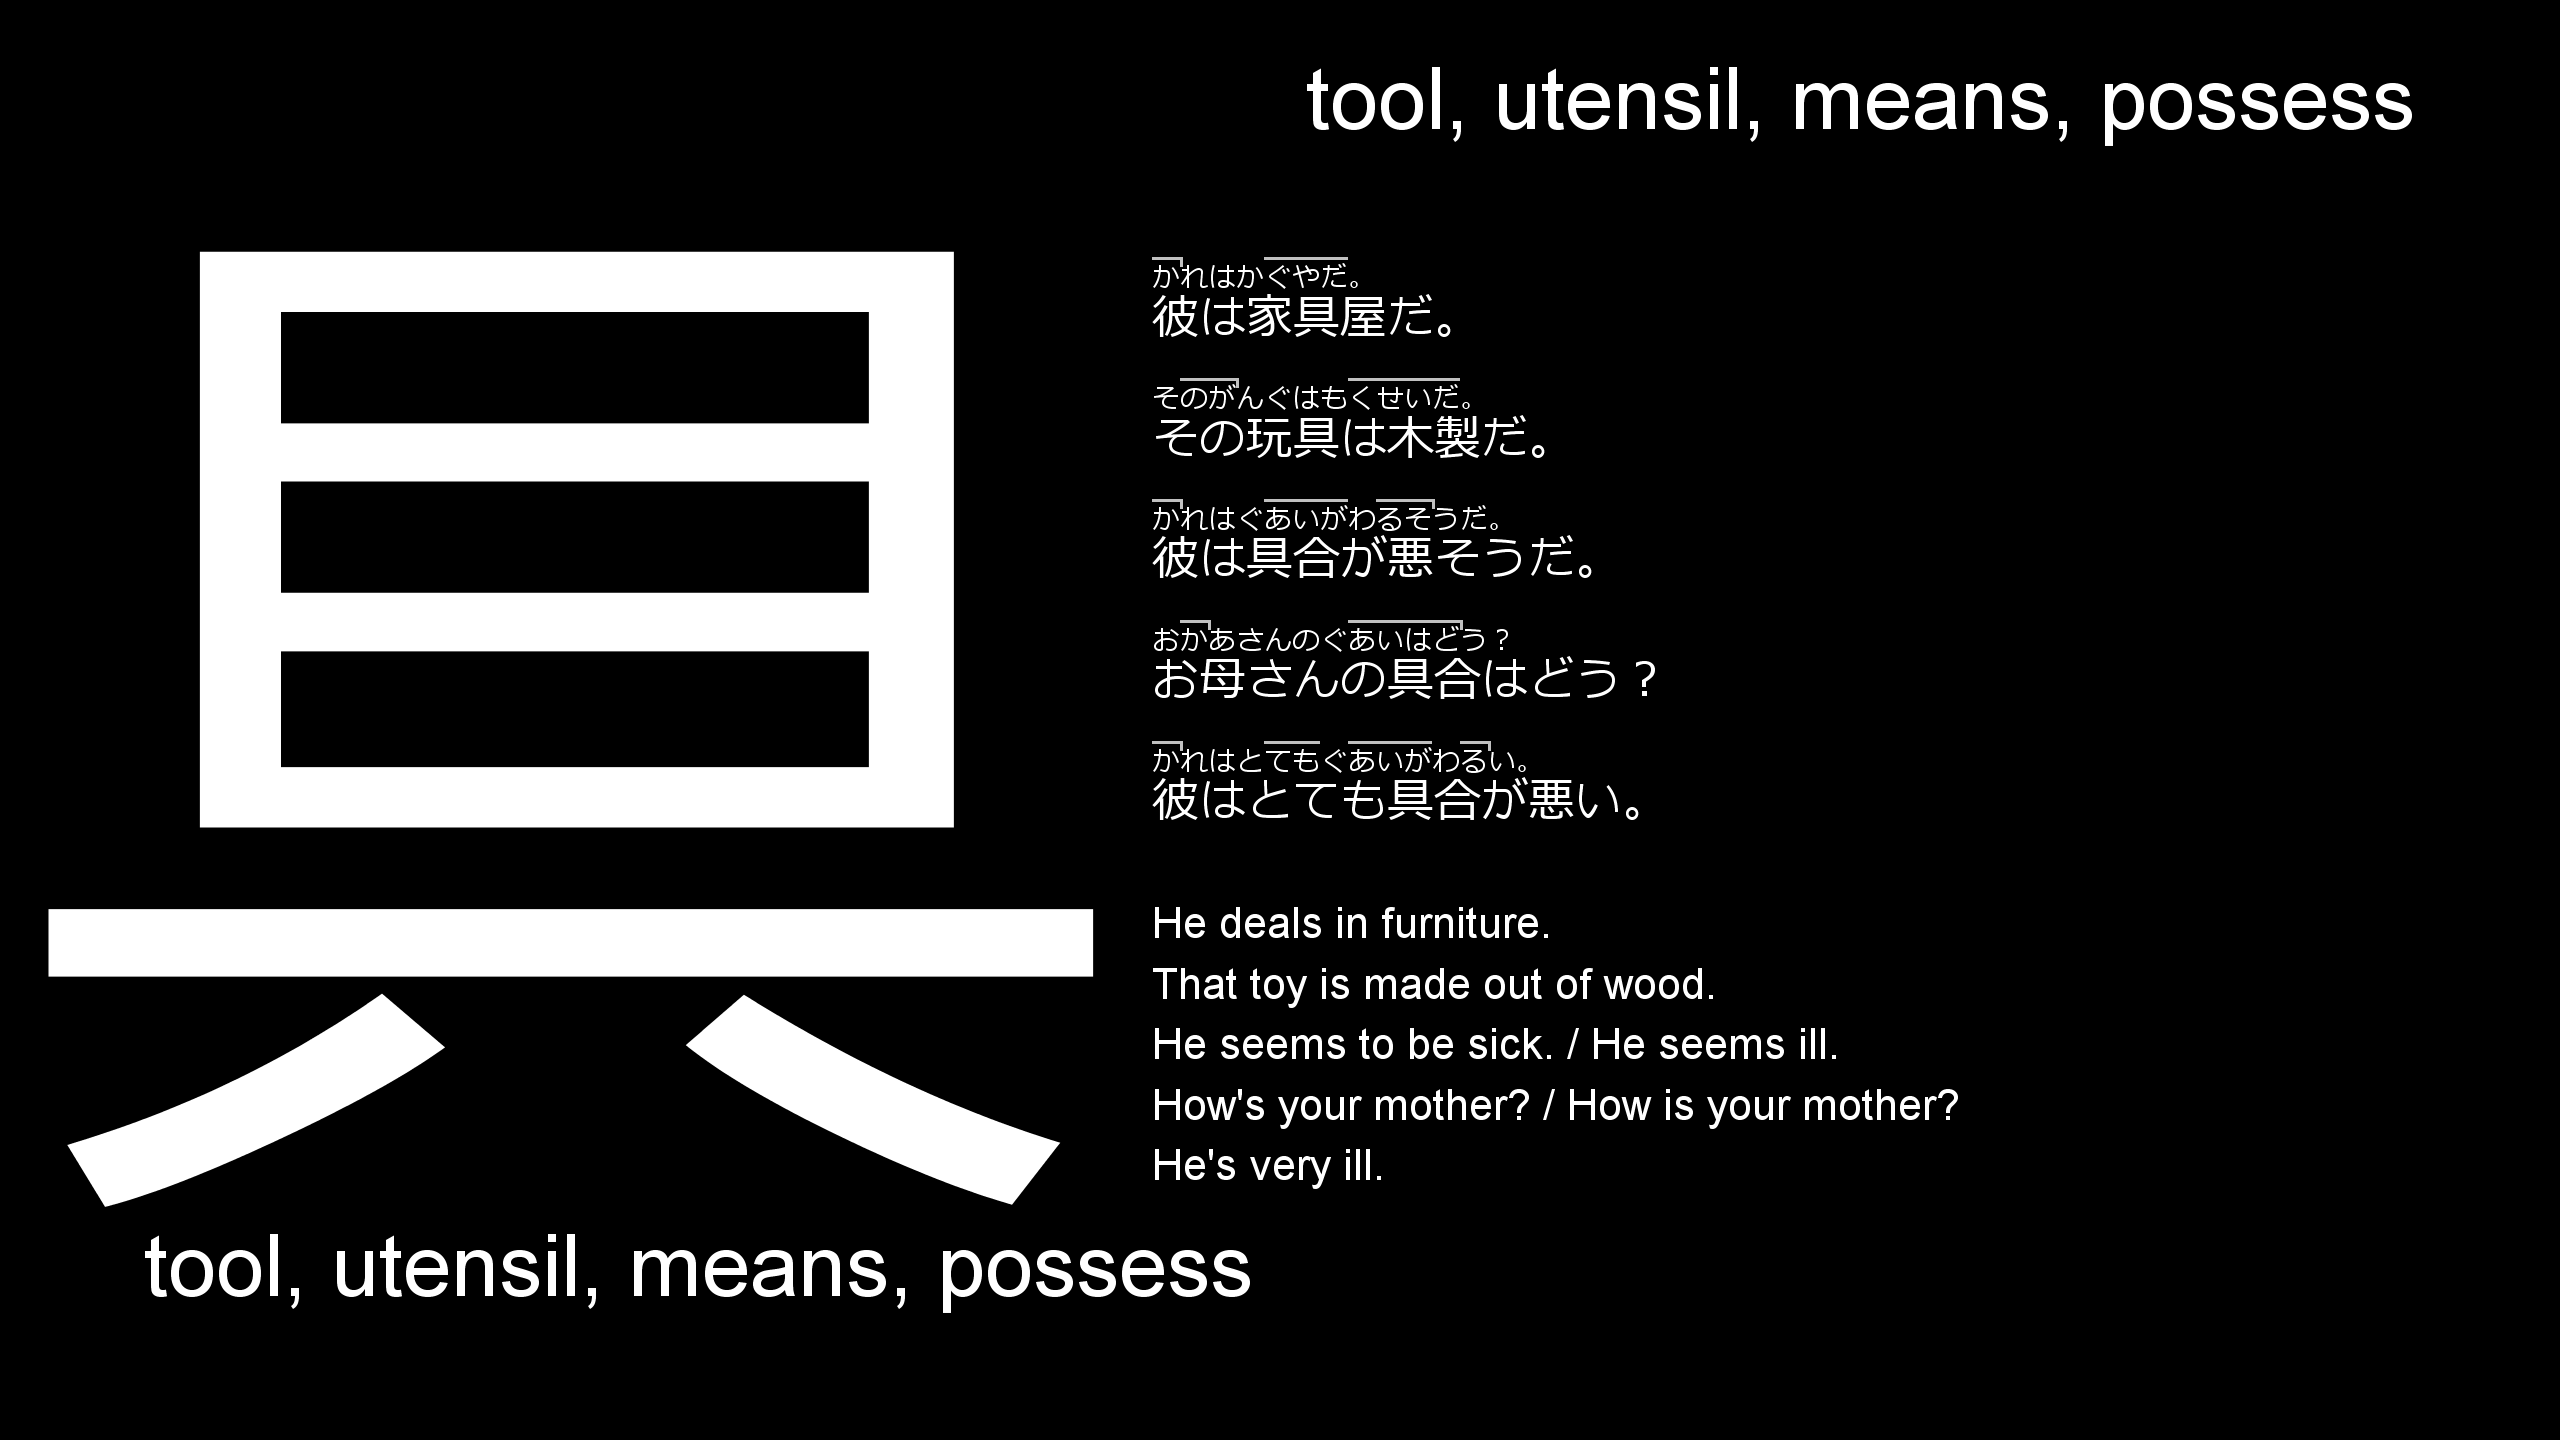 tool, utensil, means, possess
具
かれはかぐやだ。
彼は家具屋だ。
そのがんぐはもくせいだ。
その玩具は木製だ。
かれはぐあいがわるそうだ。
彼は具合が悪そうだ。
おかあさんのぐあいはどう？
お母さんの具合はどう？
かれはとてもぐあいがわるい。
彼はとても具合が悪い。
He deals in furniture.
That toy is made out of wood.
He seems to be sick. / He seems ill.
How's your mother? / How is your mother?
He's very ill.
tool, utensil, means, possess